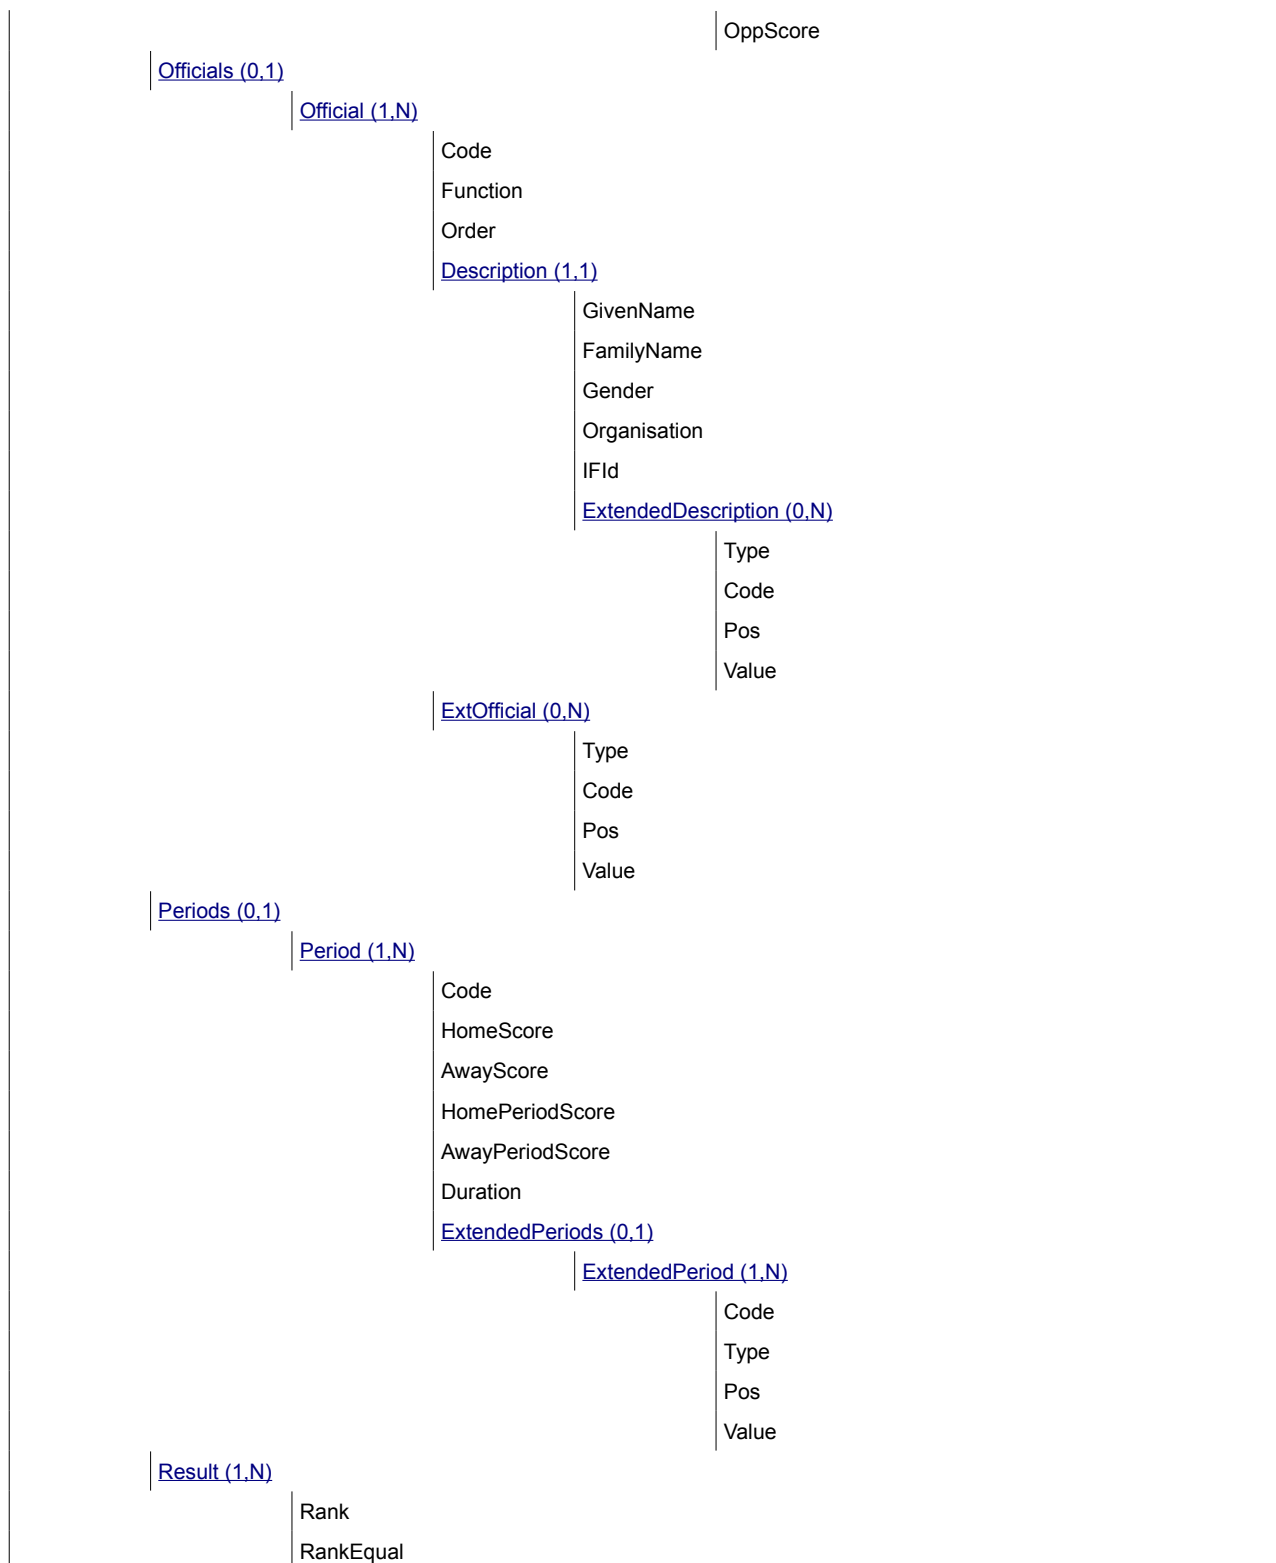 OppScore
Officials (0,1)
Official (1,N)
Code
Function
Order
Description (1,1)
GivenName
FamilyName
Gender
Organisation
IFId
ExtendedDescription (0,N)
Type
Code
Pos
Value
ExtOfficial (0,N)
Type
Code
Pos
Value
Periods (0,1)
Period (1,N)
Code
HomeScore
AwayScore
HomePeriodScore
AwayPeriodScore
Duration
ExtendedPeriods (0,1)
ExtendedPeriod (1,N)
Code
Type
Pos
Value
Result (1,N)
Rank
RankEqual